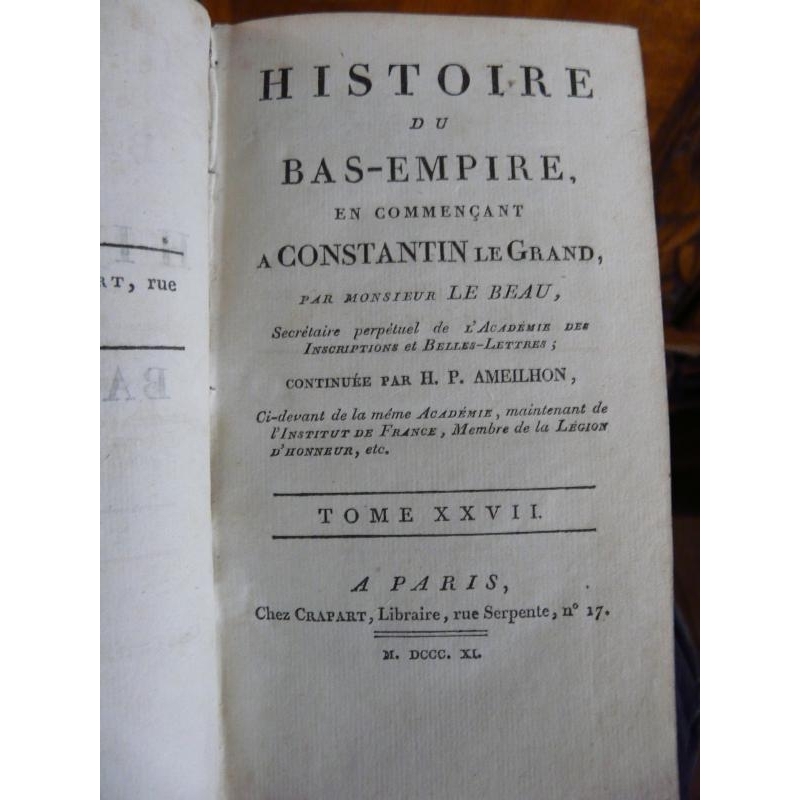 RT, rue
HISTOIRE
DU
BAS-EMPIRE,
EN COMMENÇANT
A CONSTANTIN LE GRAND,
PAR MONSIEUR LE BEAU,
Secrétaire perpétuel de l'ACADÉMIE DES
INSCRIPTIONS et BELLES-LETTRES;
CONTINUÉE PAR H. P. AMEILHON,
Ci-devant de la méme ACADÉMIE, maintenant de
l'INSTITUT DE FRANCE, Membre de la LÉGION
D'HONNEUR, etc.
TOME XXVII.
A PARIS,
Chez CRAPART, Libraire, rue Serpente, n° 17.
M. DCCC. XI.